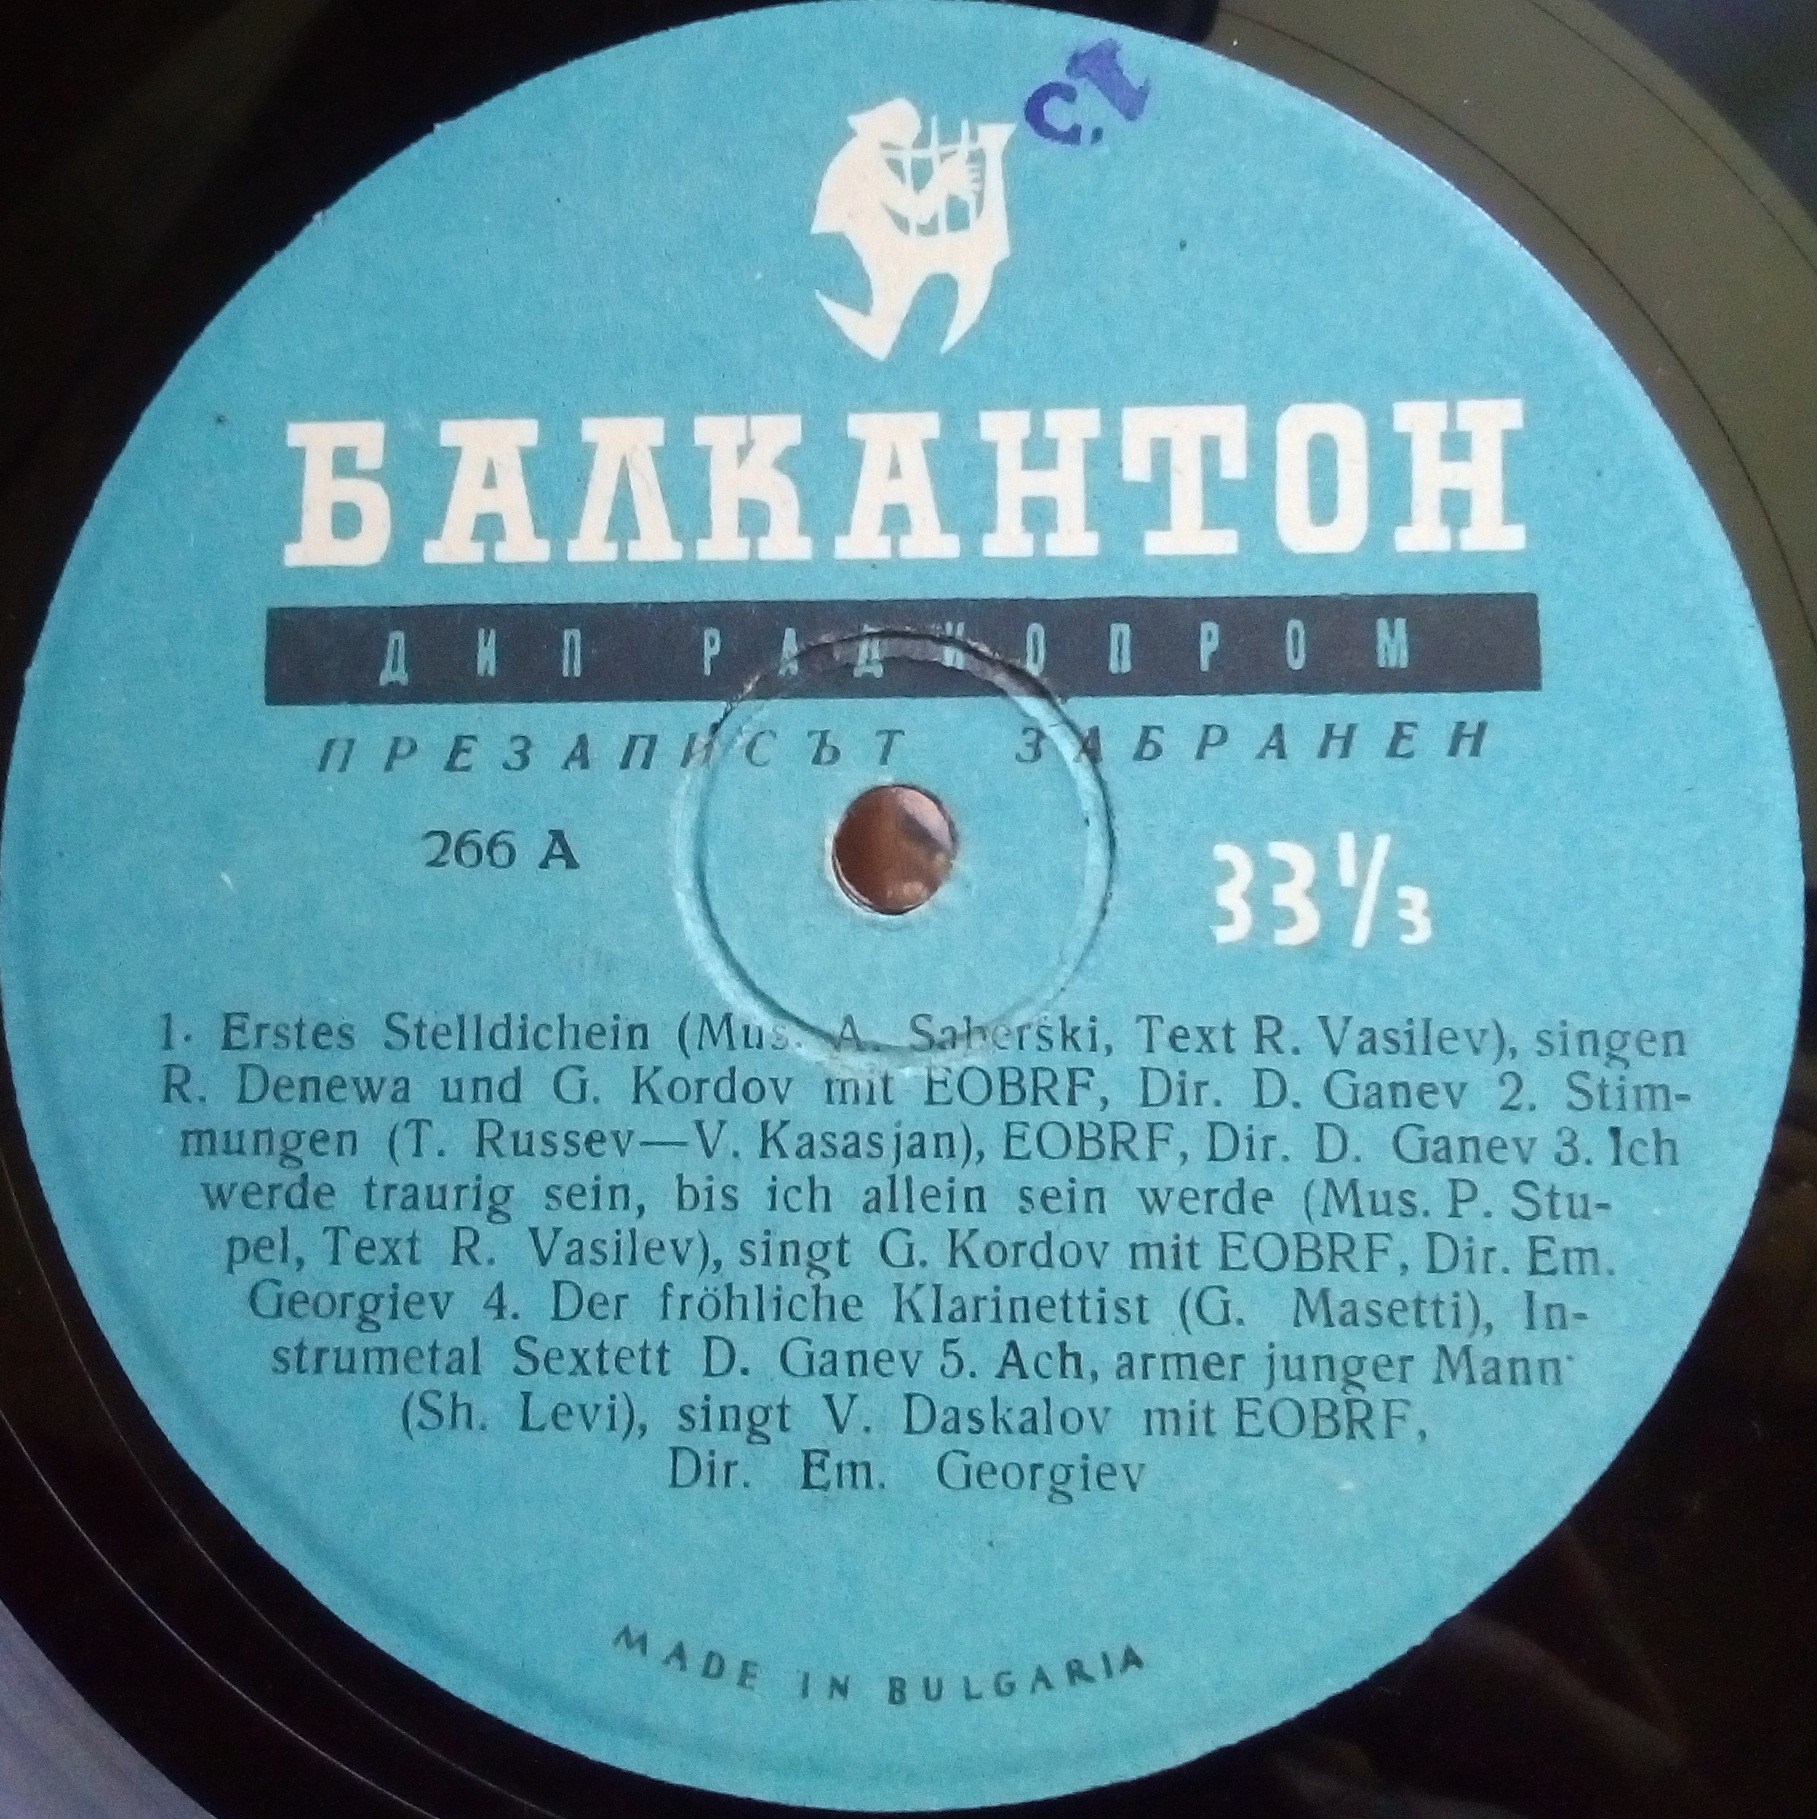 С.I
БАЛКАНТОН
ДИП РАДИОПРОМ
ПРЕЗАПИСЪТ ЗАБРАНЕН
266 А
33 1/3
1. Erstes Stelldichein (Mus. A. Saberski, Text R. Vasilev), singen
R. Denewa und G. Kordov mit EOBRF, Dir. D. Ganev 2. Stim-
mungen (T. Russev—V. Kasasjan), EOBRF, Dir. D. Ganev 3. Ich
werde traurig sein, bis ich allein sein werde (Mus. P. Stu-
pel, Text R. Vasilev), singt G. Kordov mit EOBRF, Dir. Em.
Georgiev 4. Der fröhliche Klarinettist (G. Masetti), In-
strumetal Sextett D. Ganev 5. Ach, armer junger Mann
(Sh. Levi), singt V. Daskalov mit EOBRF,
Dir. Em. Georgiev
MADE IN BULGARIA